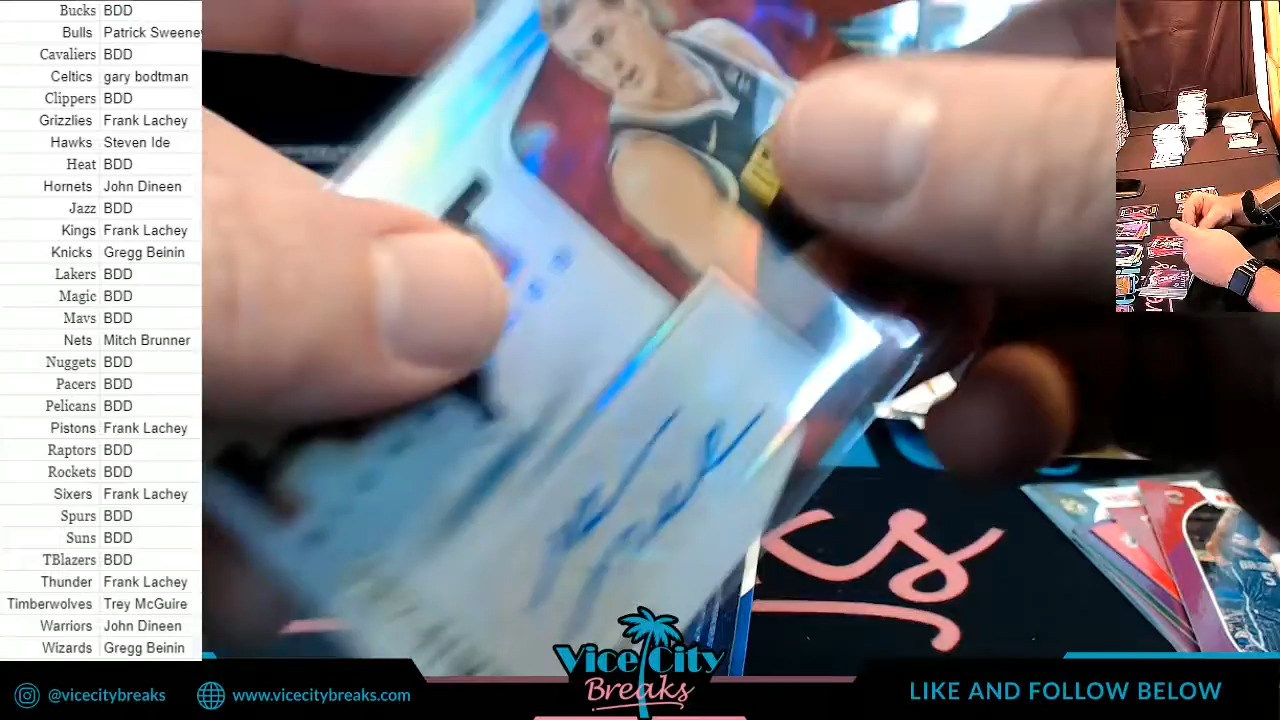 Bucks BDD
Bulls Patrick Sweeney
Cavaliers BDD
Celtics gary bodtman
Clippers BDD
Grizzlies Frank Lachey
Hawks Steven Ide
Heat BDD
Hornets John Dineen
Jazz BDD
Kings Frank Lachey
Knicks Gregg Beinin
Lakers BDD
Magic BDD
Mavs BDD
Nets Mitch Brunner
Nuggets BDD
Pacers BDD
Pelicans BDD
Pistons Frank Lachey
Raptors BDD
Rockets BDD
Sixers Frank Lachey
Spurs BDD
Suns BDD
TBlazers BDD
Thunder Frank Lachey
Timberwolves Trey McGuire
Warriors John Dineen
Wizards Gregg Beinin
Vice City
Breaks
@vicecitybreaks
www.vicecitybreaks.com
LIKE AND FOLLOW BELOW